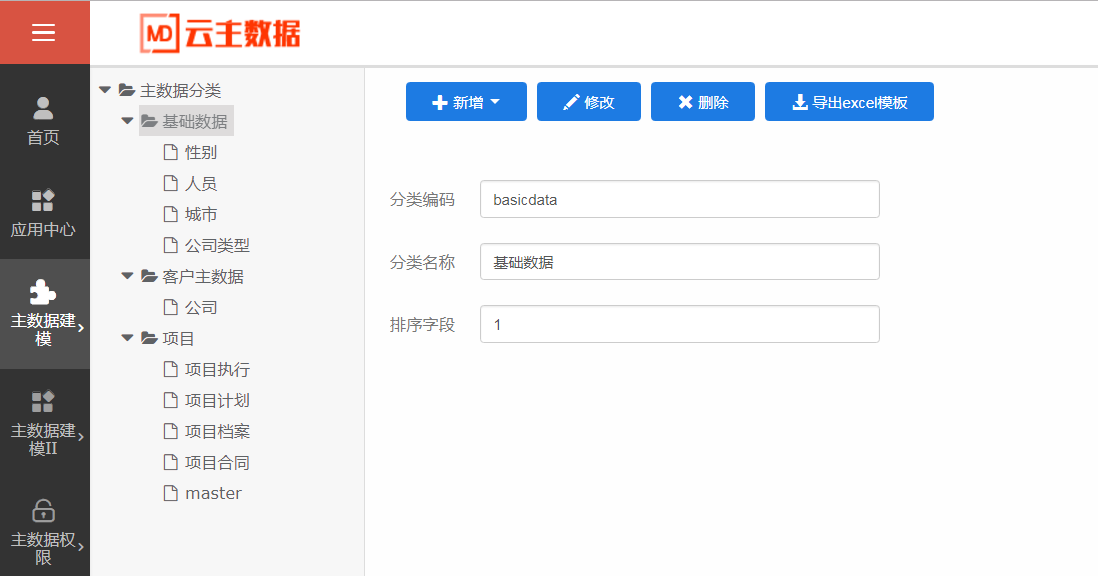 MD 云主数据
首页
应用中心
主数据建
模
主数据建
模II
主数据权
限
主数据分类
基础数据
性别
人员
城市
公司类型
客户主数据
公司
项目
项目执行
项目计划
项目档案
项目合同
master
新增 修改 删除 导出excel模板
分类编码 basicdata
分类名称 基础数据
排序字段 1